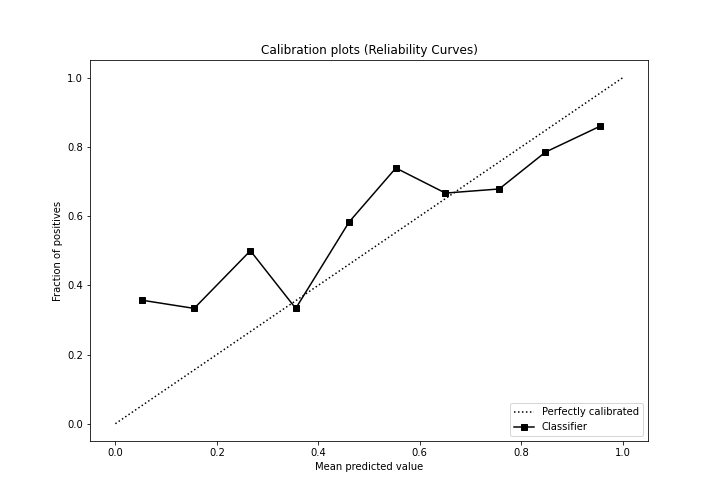 Calibration plots (Reliability Curves)
1.0
0.8
0.6
0.4
0.2
0.0
Fraction of positives
Perfectly calibrated
Classifier
0.0 0.2 0.4 0.6 0.8 1.0
Mean predicted value